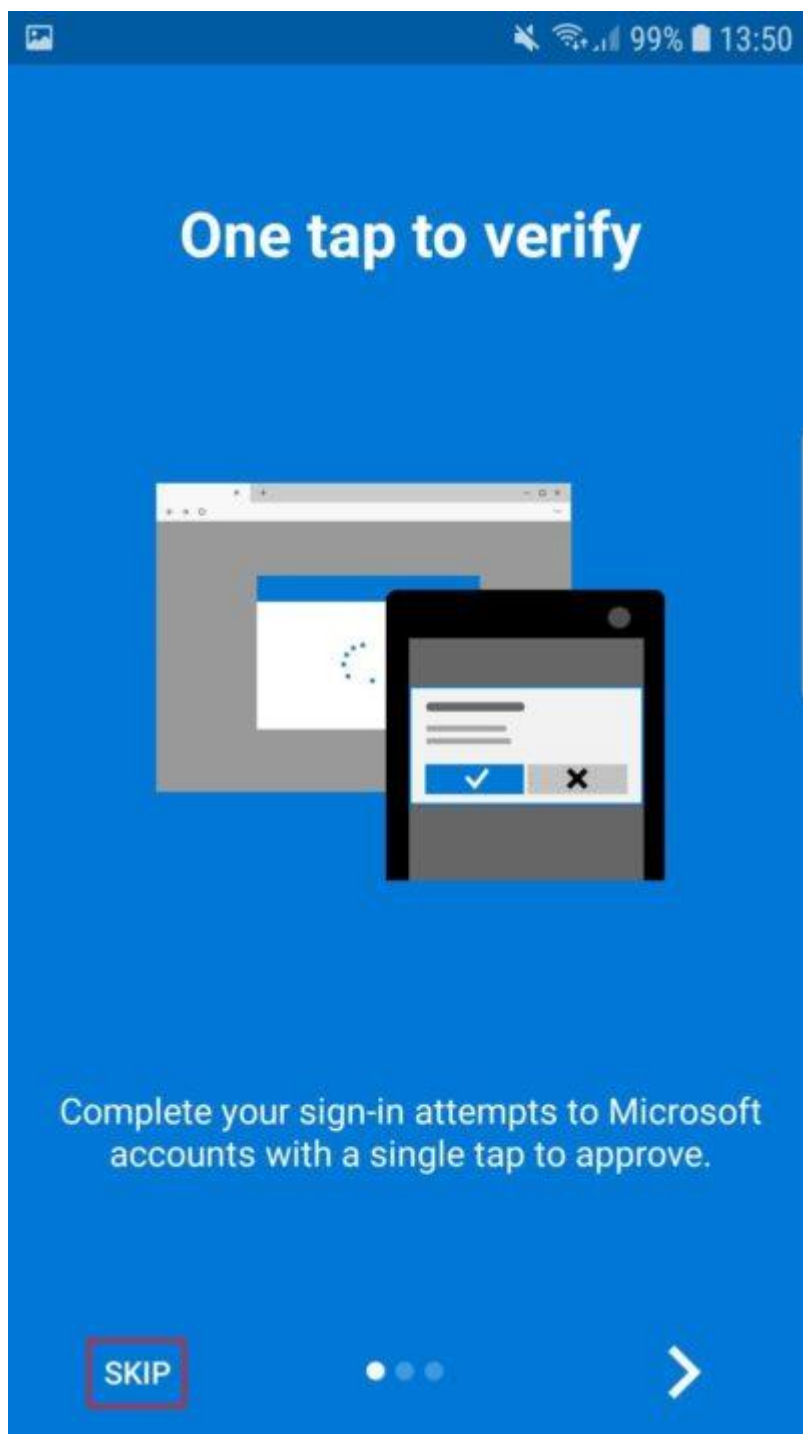 99% 13:50
One tap to verify
Complete your sign-in attempts to Microsoft
accounts with a single tap to approve.
SKIP